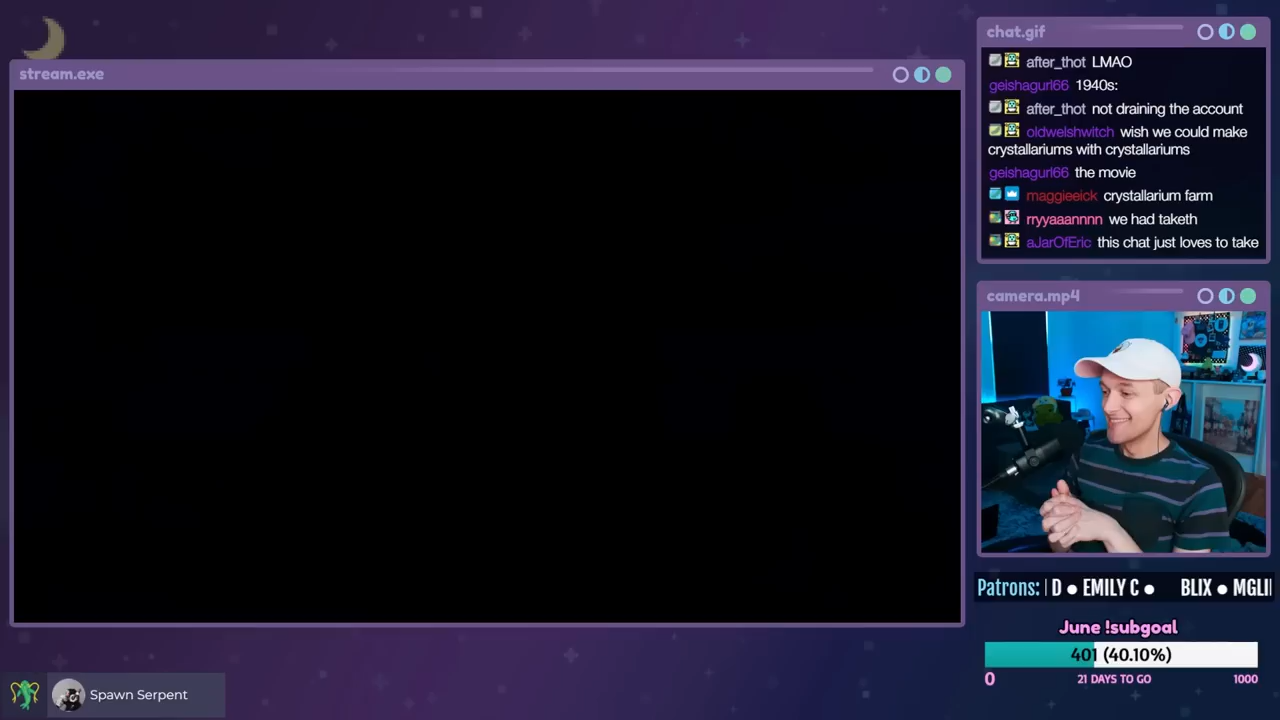 stream.exe
chat.gif
after_thot LMAO
geishagurl66 1940s:
after_thot not draining the account
oldwelshwitch wish we could make
crystallariums with crystallariums
geishagurl66 the movie
maggieeick crystallarium farm
rryyaaannnn we had taketh
aJarOfEric this chat just loves to take
camera.mp4
Patrons: D ● EMILY C ● BLIX ● MGLI
June !subgoal
401 (40.10%)
0 21 DAYS TO GO 1000
Spawn Serpent